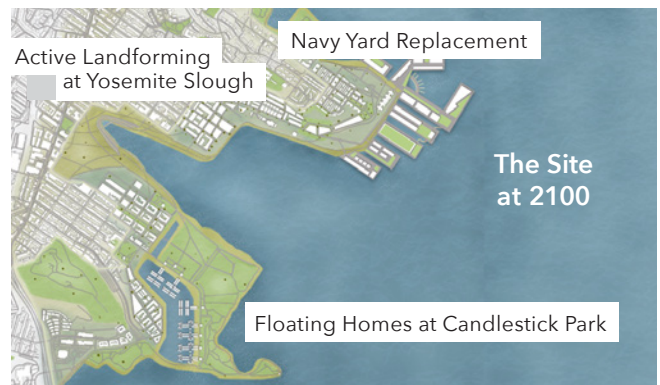 Navy Yard Replacement
Active Landforming
at Yosemite Slough
The Site
at 2100
Floating Homes at Candlestick Park